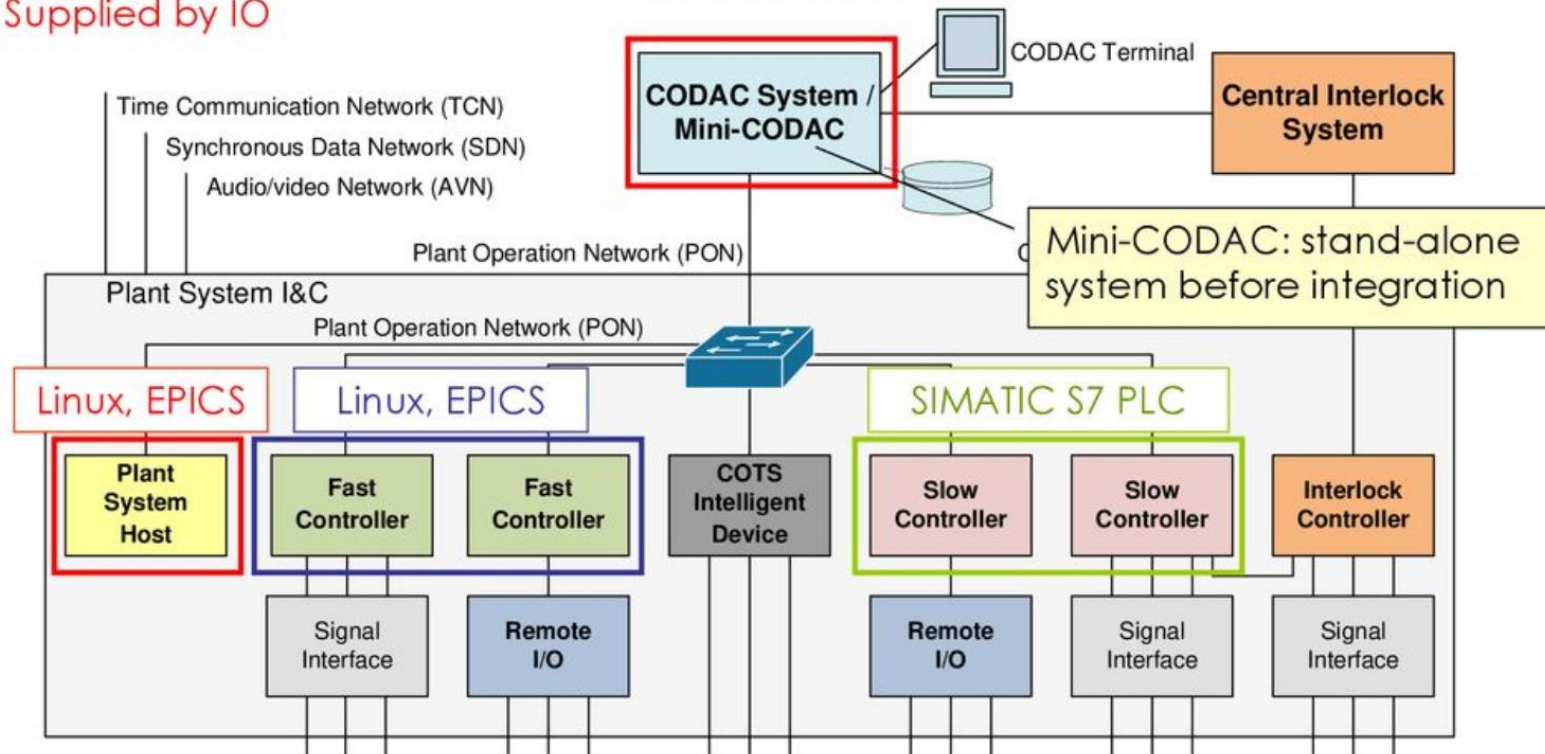 Supplied by IO
CODAC Terminal
CODAC System /
Mini-CODAC
Central Interlock
System
Time Communication Network (TCN)
Synchronous Data Network (SDN)
Audio/video Network (AVN)
Mini-CODAC: stand-alone
system before integration
Plant Operation Network (PON)
Plant System I&C
Plant Operation Network (PON)
Linux, EPICS
Linux, EPICS
SIMATIC S7 PLC
Plant
System
Host
Fast
Controller
Fast
Controller
COTS
Intelligent
Device
Slow
Controller
Slow
Controller
Interlock
Controller
Signal
Interface
Remote
I/O
Remote
I/O
Signal
Interface
Signal
Interface